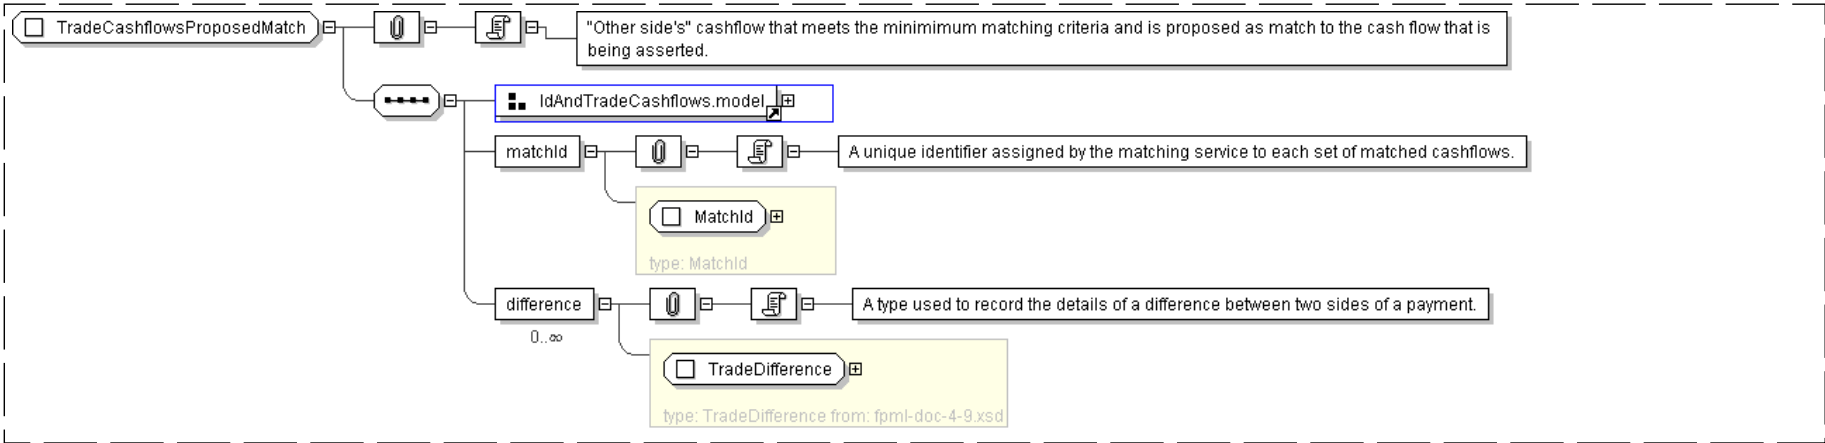 TradeCashflowsProposedMatch
"Other side's" cashflow that meets the minimimum matching criteria and is proposed as match to the cash flow that is
being asserted.
IdAndTradeCashflows.model
matchId
A unique identifier assigned by the matching service to each set of matched cashflows.
MatchId
type: MatchId
difference
A type used to record the details of a difference between two sides of a payment.
0..∞
TradeDifference
type: TradeDifference from: fpml-doc-4-9.xsd